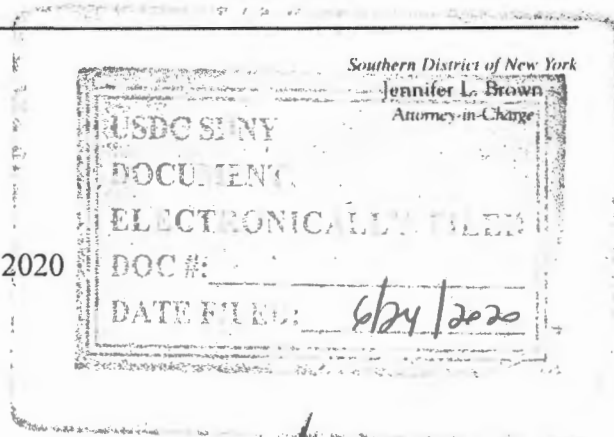 Southern District of New York
Jennifer L. Brown
Attorney-in-Charge
USDC SDNY
DOCUMENT
ELECTRONICALLY FILED
2020
DOC #:
DATE FILED: 6/24/2020